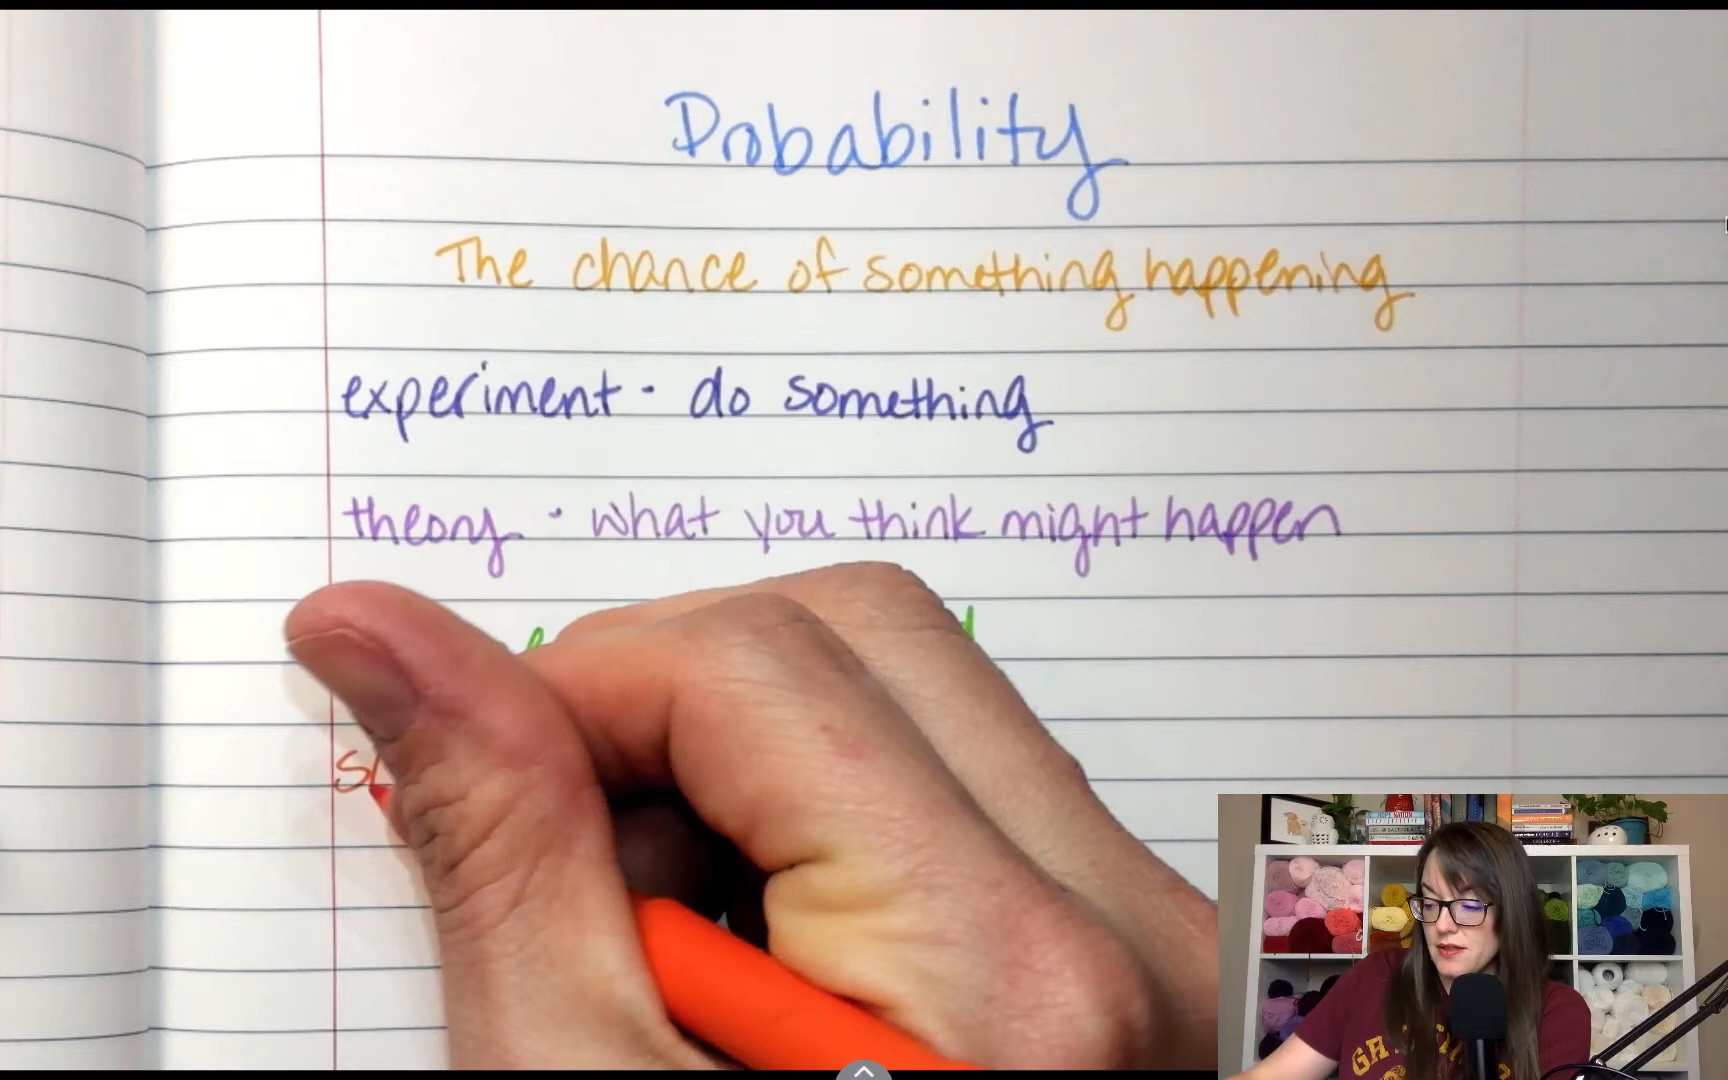 Probability
The chance of something happening
experiment - do something
theory - what you think might happen